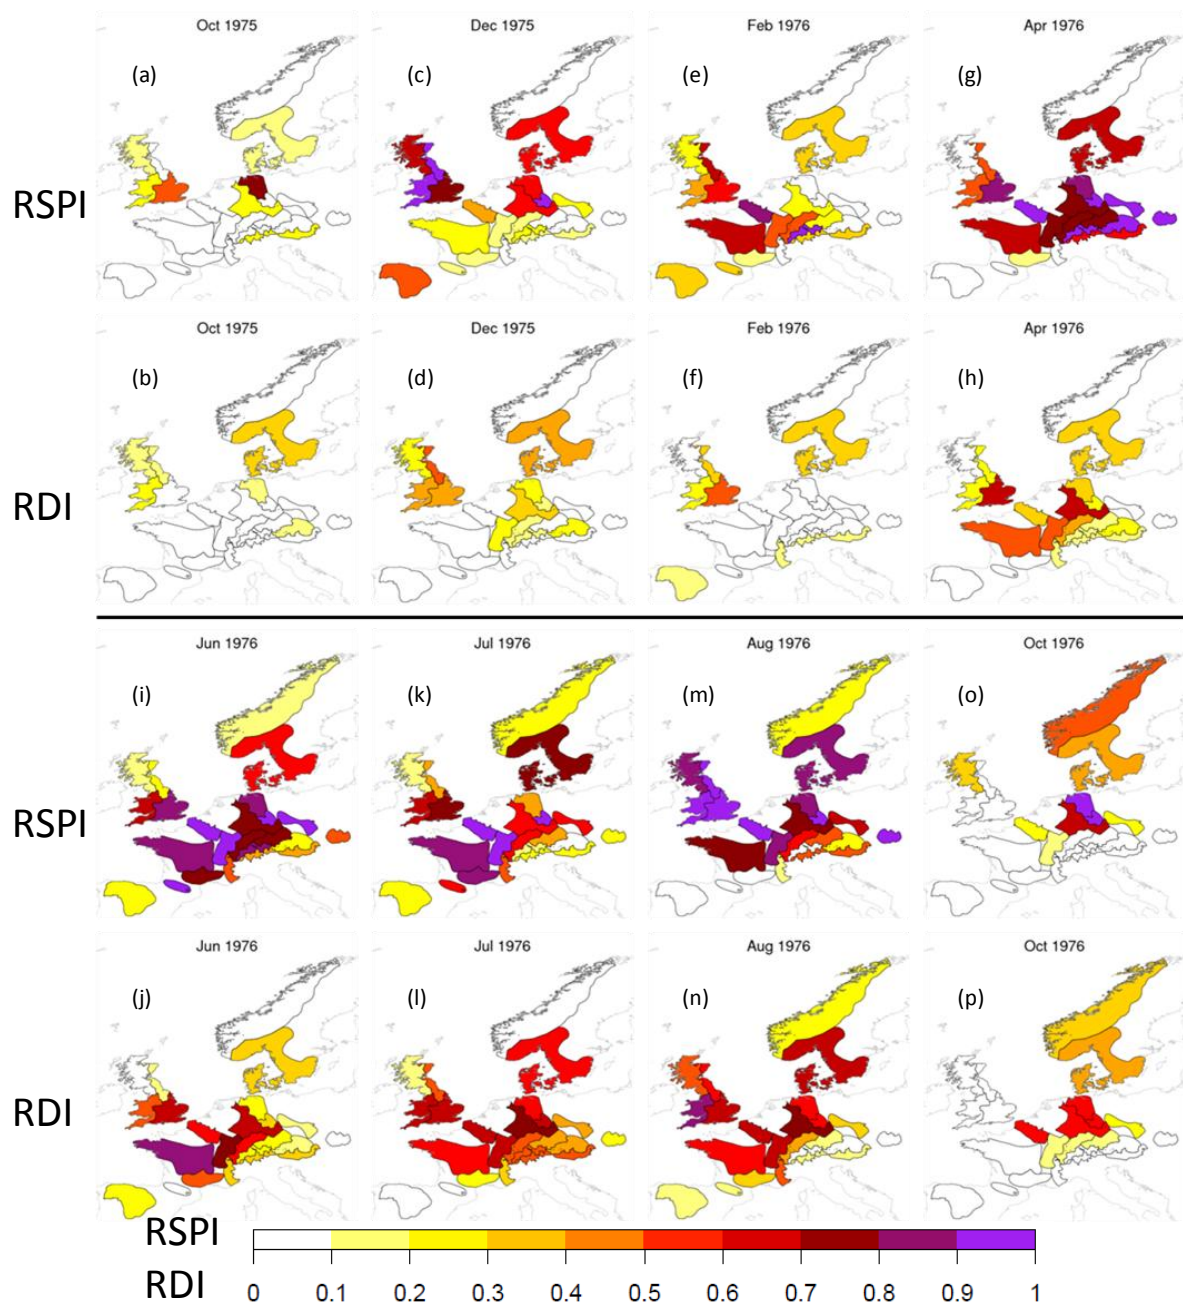 Oct 1975 Dec 1975 Feb 1976 Apr 1976
(a) (c) (e) (g)
RSPI
Oct 1975 Dec 1975 Feb 1976 Apr 1976
(b) (d) (f) (h)
RDI
Jun 1976 Jul 1976 Aug 1976 Oct 1976
(i) (k) (m) (o)
RSPI
Jun 1976 Jul 1976 Aug 1976 Oct 1976
(j) (l) (n) (p)
RDI
RSPI
RDI
0 0.1 0.2 0.3 0.4 0.5 0.6 0.7 0.8 0.9 1